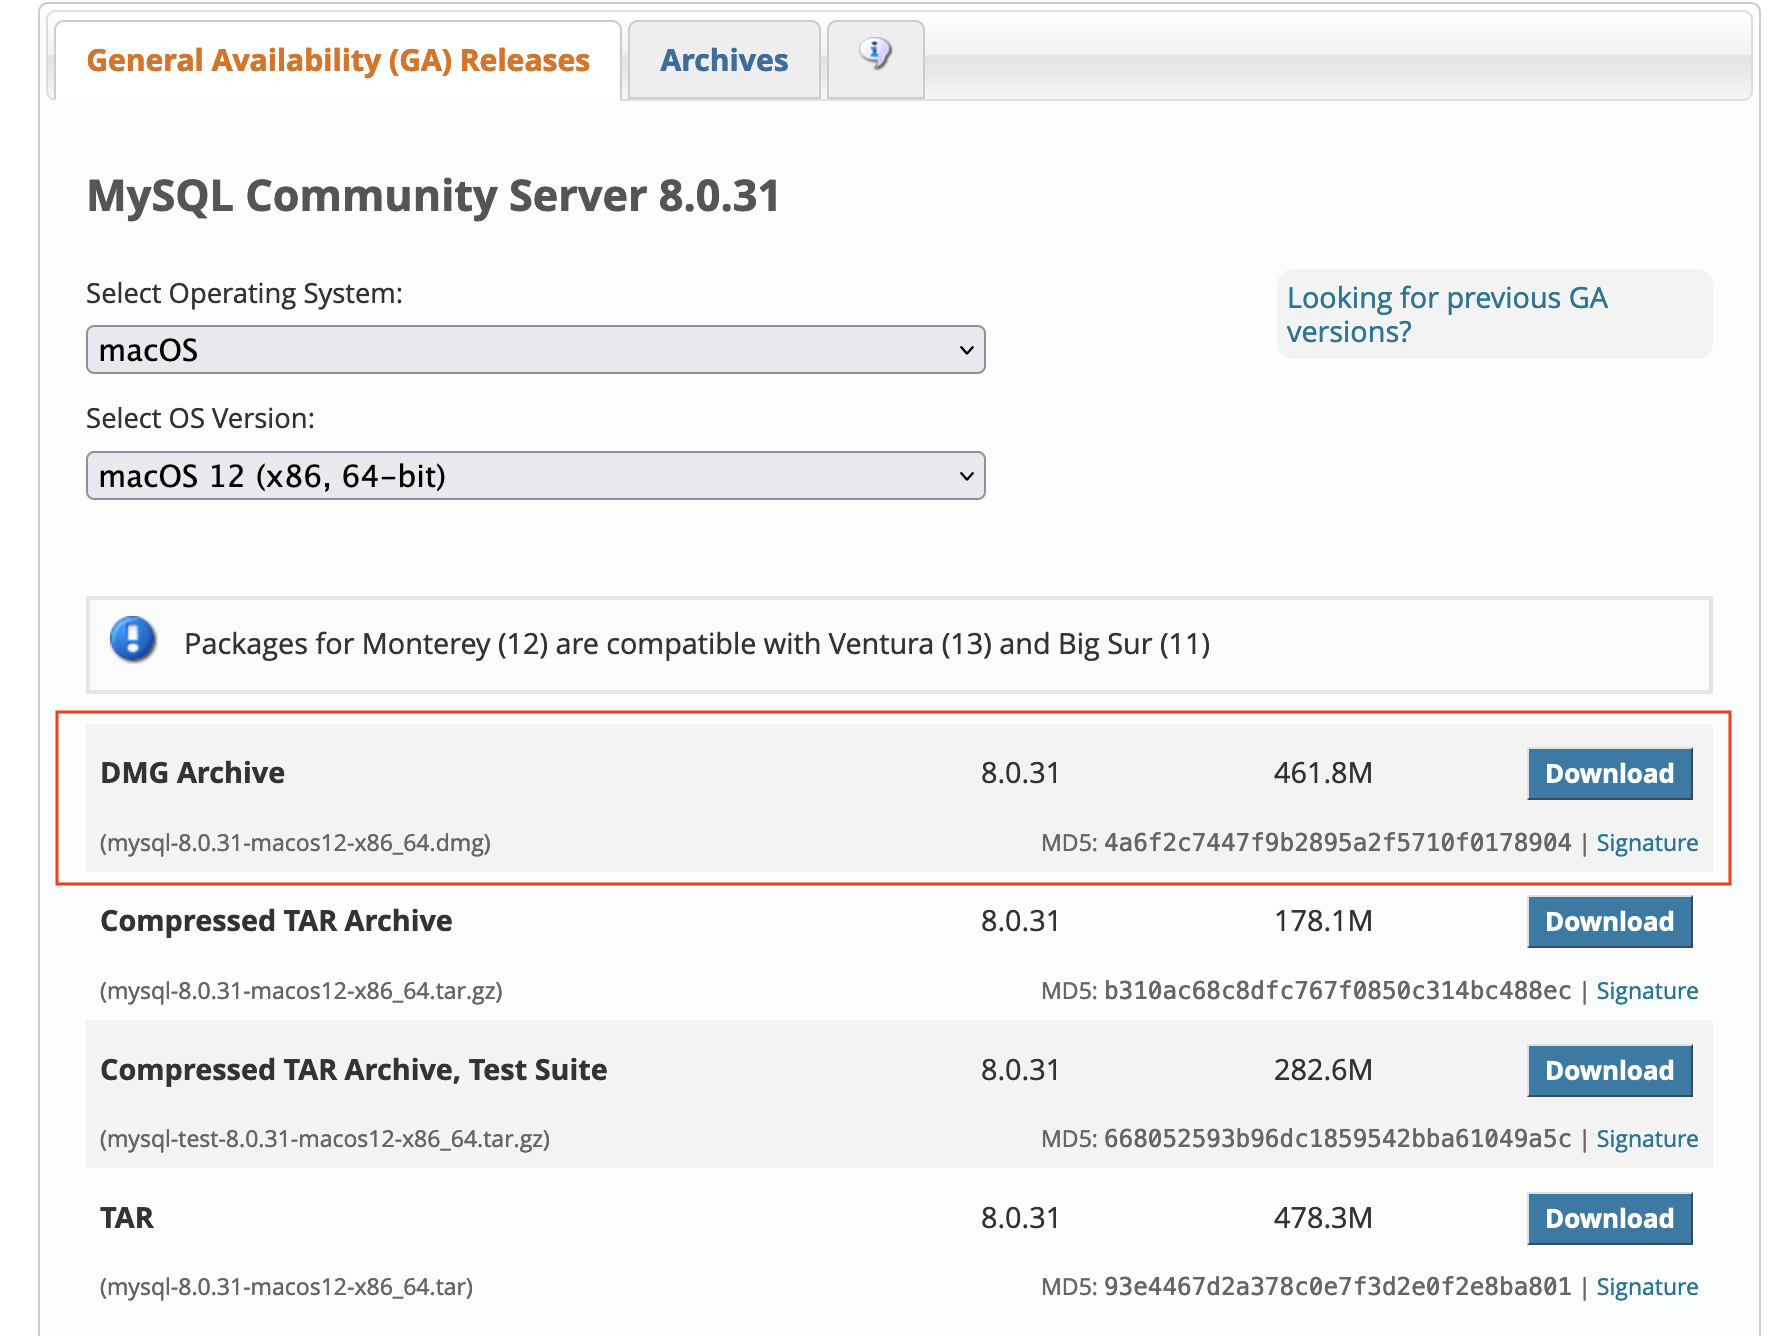 General Availability (GA) Releases
Archives
MySQL Community Server 8.0.31
Select Operating System:
Looking for previous GA
versions?
macOS
Select OS Version:
macOS 12 (x86, 64-bit)
Packages for Monterey (12) are compatible with Ventura (13) and Big Sur (11)
DMG Archive 8.0.31 461.8M Download
(mysql-8.0.31-macos12-x86_64.dmg) MD5: 4a6f2c7447f9b2895a2f5710f0178904 | Signature
Compressed TAR Archive 8.0.31 178.1M Download
(mysql-8.0.31-macos12-x86_64.tar.gz) MD5: b310ac68c8dfc767f0850c314bc488ec | Signature
Compressed TAR Archive, Test Suite 8.0.31 282.6M Download
(mysql-test-8.0.31-macos12-x86_64.tar.gz) MD5: 668052593b96dc1859542bba61049a5c | Signature
TAR 8.0.31 478.3M Download
(mysql-8.0.31-macos12-x86_64.tar) MD5: 93e4467d2a378c0e7f3d2e0f2e8ba801 | Signature